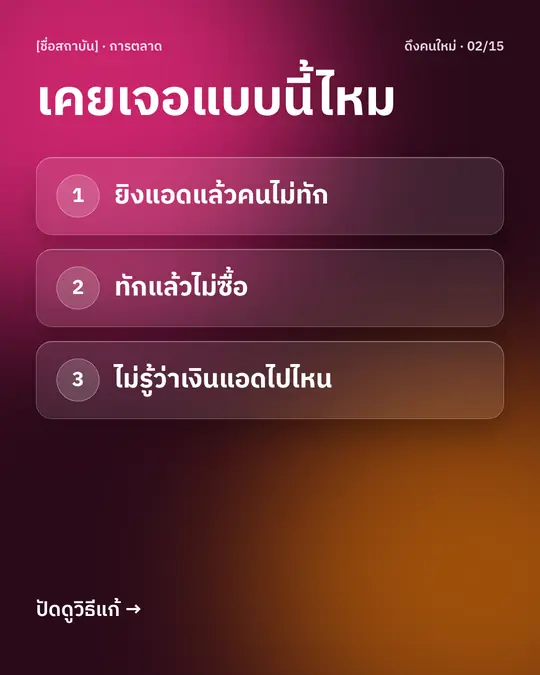 [ชื่อสถาบัน] · การตลาด
ดึงคนใหม่ · 02/15
เคยเจอแบบนี้ไหม
1 ยิงแอดแล้วคนไม่ทัก
2 ทักแล้วไม่ซื้อ
3 ไม่รู้ว่าเงินแอดไปไหน
ปัดดูวิธีแก้ →